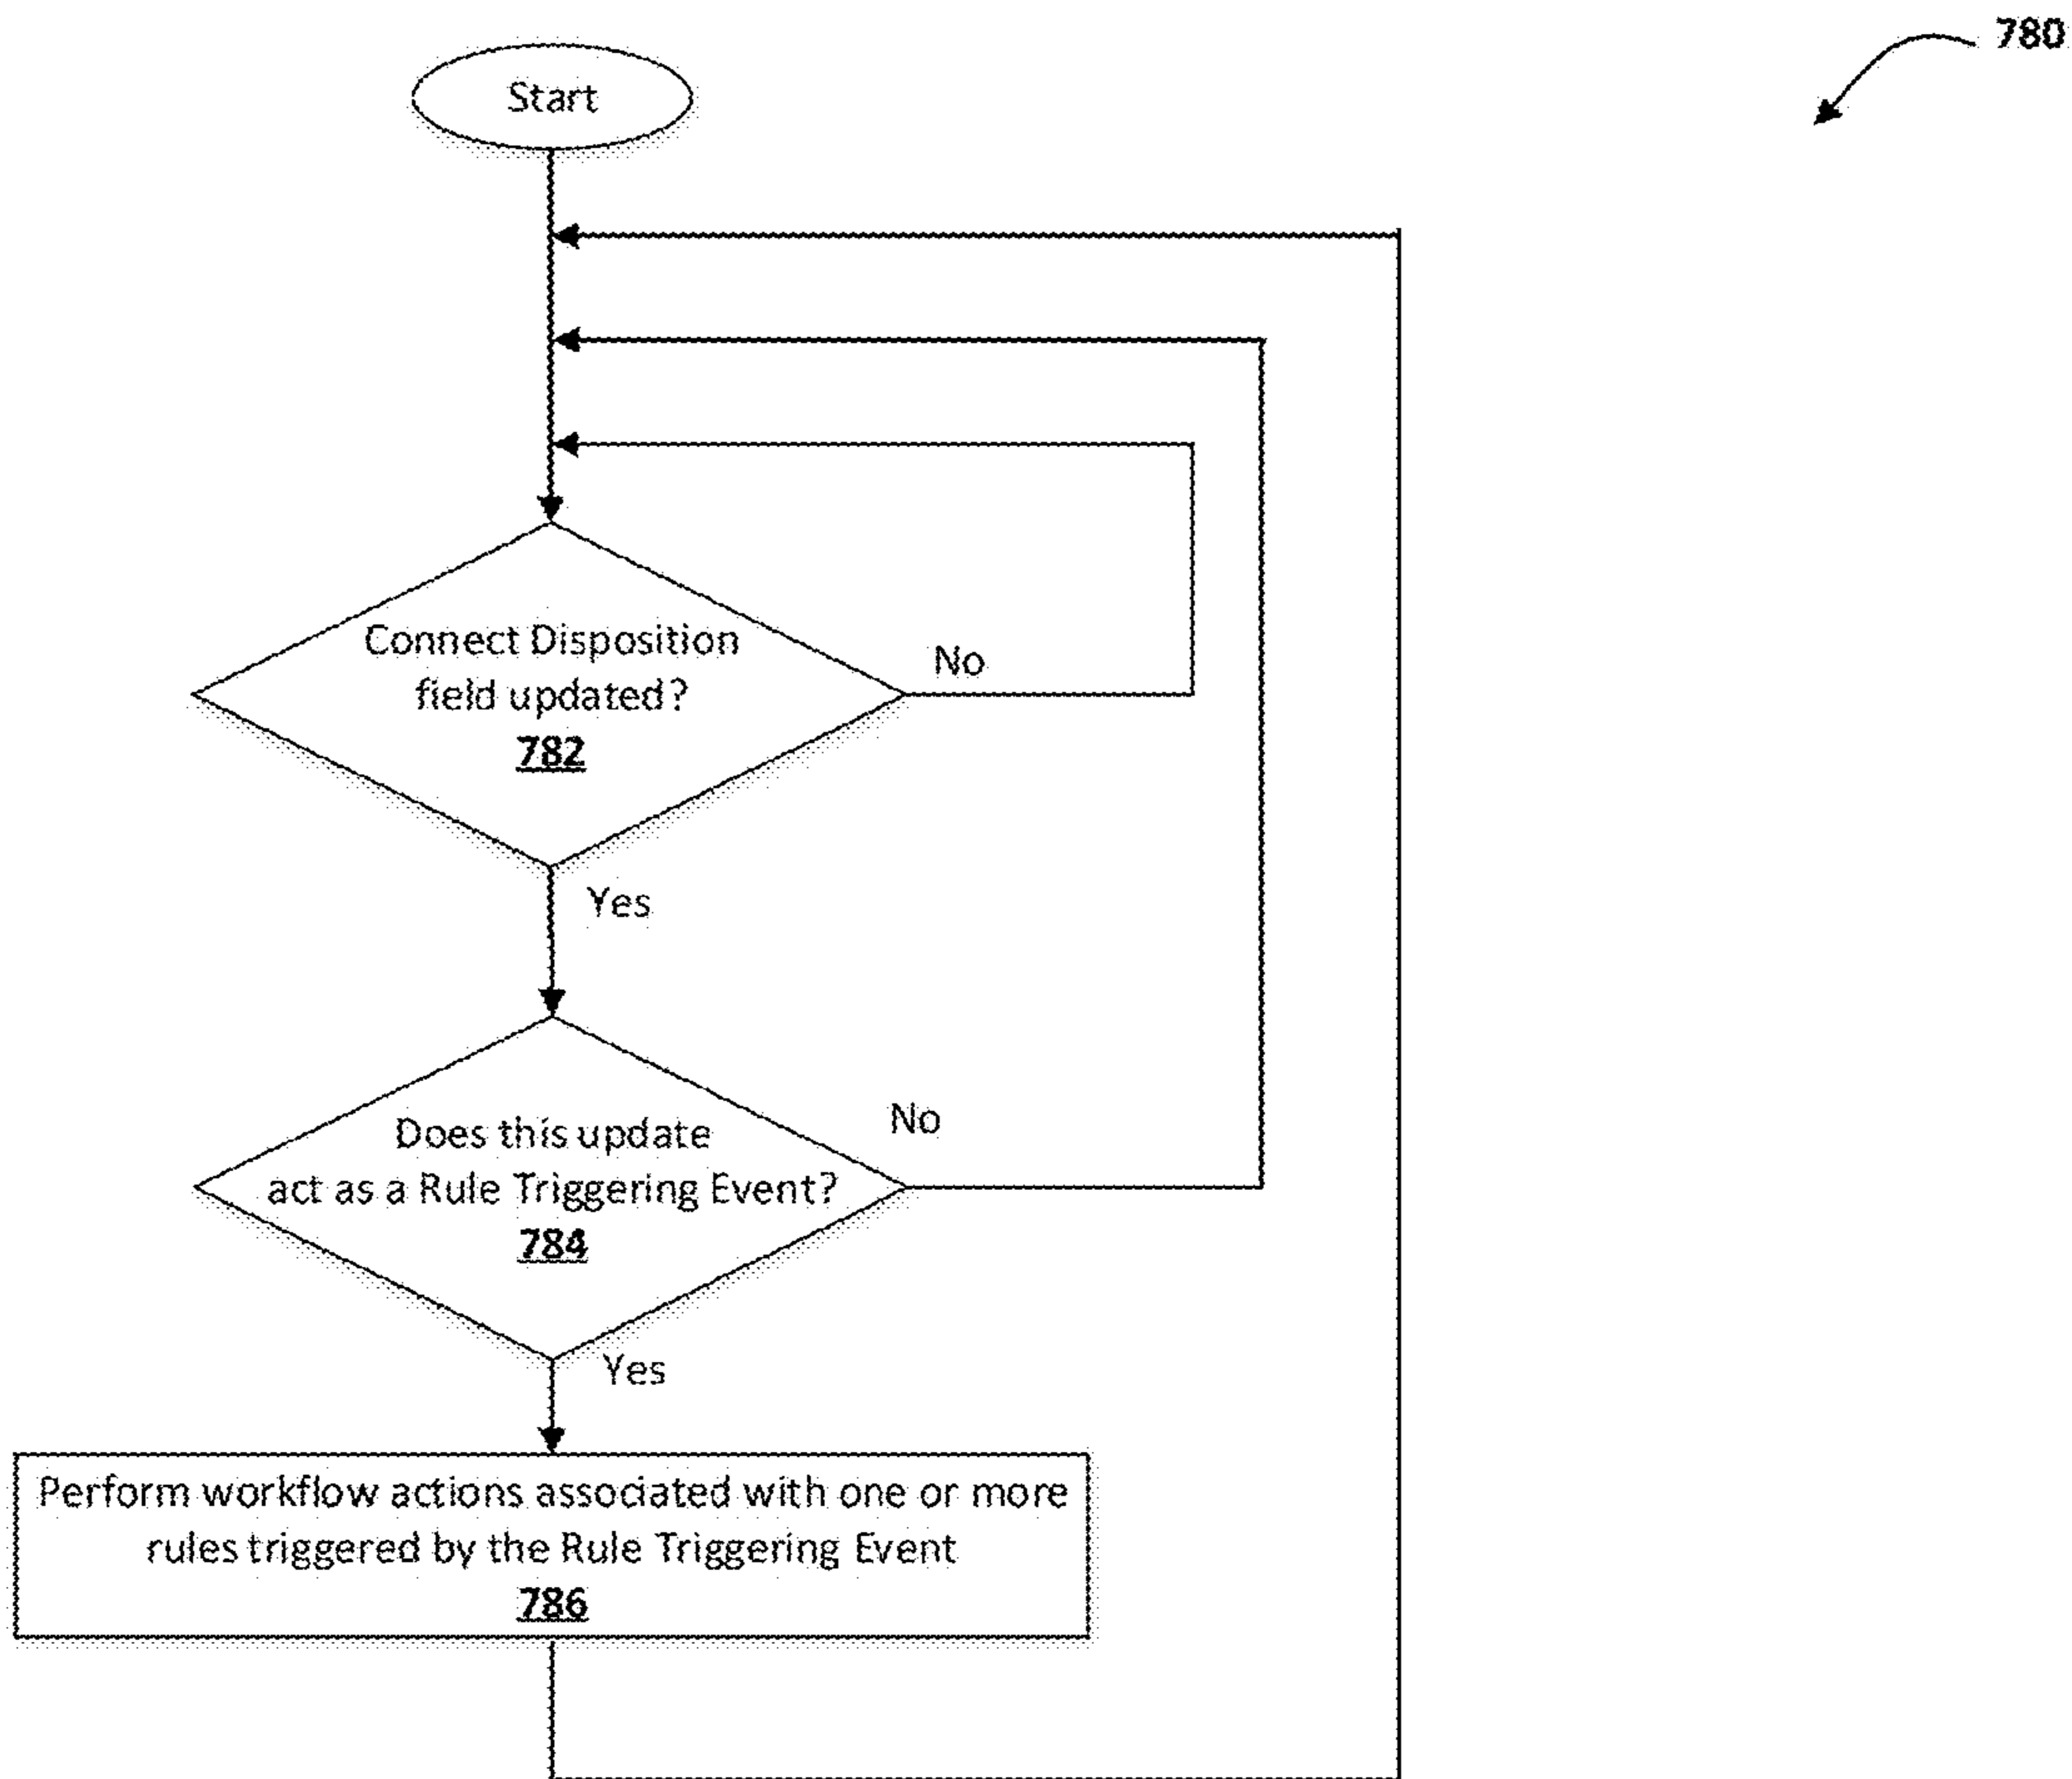 780
Start
Connect Disposition
field updated?
782
No
Yes
Does this update
act as a Rule Triggering Event?
784
No
Yes
Perform workflow actions associated with one or more
rules triggered by the Rule Triggering Event
786